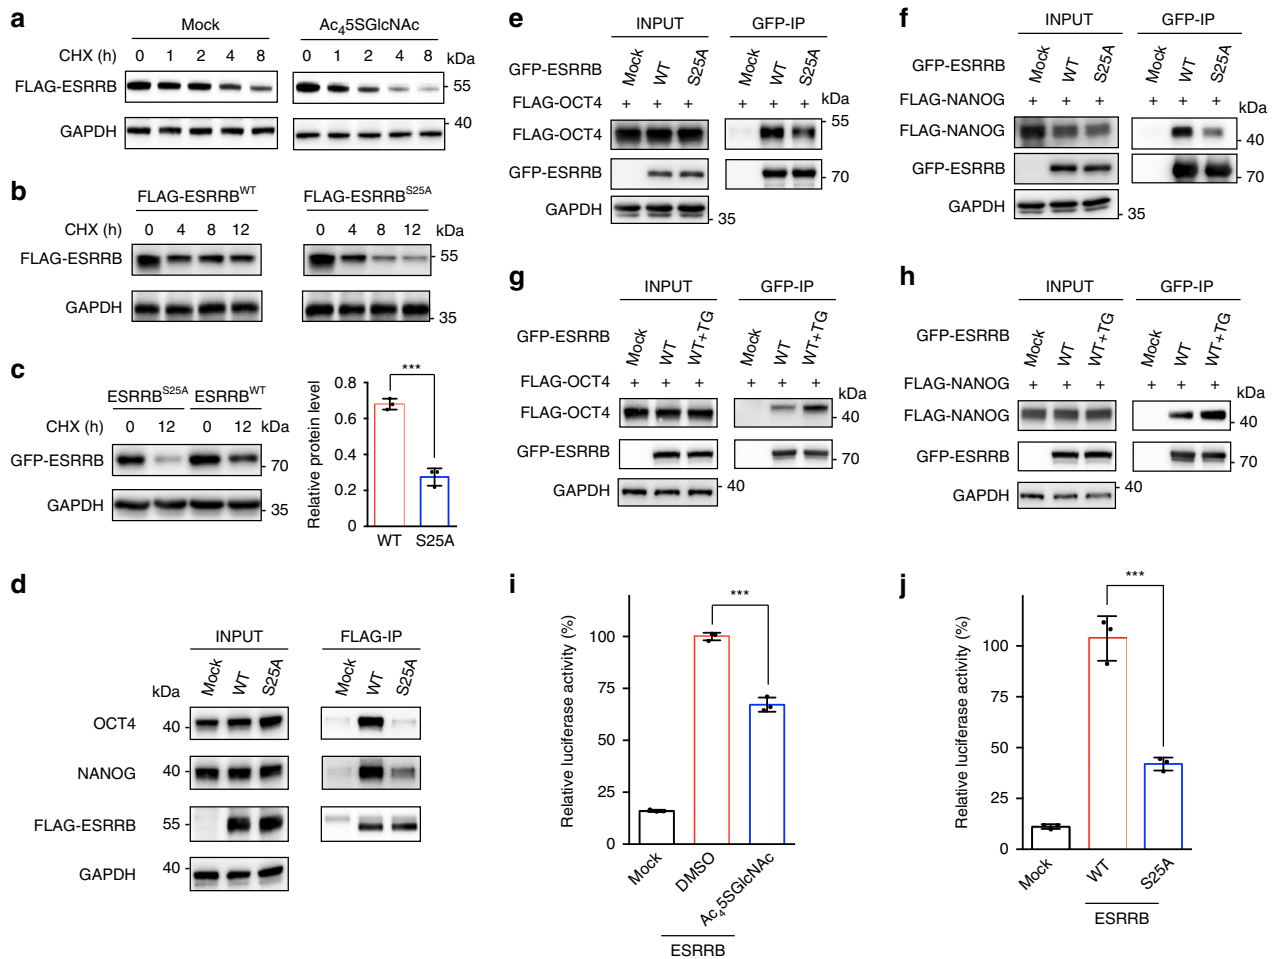 a
Mock
Ac45SGlcNAc
CHX (h)
0 1 2 4 8
0 1 2 4 8
kDa
FLAG-ESRRB
55
GAPDH
40
b
FLAG-ESRRBWT
FLAG-ESRRBS25A
CHX (h)
0 4 8 12
0 4 8 12
kDa
FLAG-ESRRB
55
GAPDH
35
c
ESRRBS25A ESRRBWT
CHX (h)
0 12 0 12 kDa
GFP-ESRRB
70
GAPDH
35
Relative protein level
0.8
0.6
0.4
0.2
0
***
WT S25A
d
INPUT
FLAG-IP
kDa
Mock WT S25A
Mock WT S25A
OCT4
40
NANOG
40
FLAG-ESRRB
55
GAPDH
40
e
INPUT
GFP-IP
GFP-ESRRB
Mock WT S25A
Mock WT S25A
FLAG-OCT4
+ + +
+ + +
kDa
FLAG-OCT4
55
GFP-ESRRB
70
GAPDH
35
f
INPUT
GFP-IP
GFP-ESRRB
Mock WT S25A
Mock WT S25A
FLAG-NANOG
+ + +
+ + +
kDa
FLAG-NANOG
40
GFP-ESRRB
70
GAPDH
35
g
INPUT
GFP-IP
GFP-ESRRB
Mock WT WT+TG
Mock WT WT+TG
FLAG-OCT4
+ + +
+ + +
kDa
FLAG-OCT4
40
GFP-ESRRB
70
GAPDH
40
h
INPUT
GFP-IP
GFP-ESRRB
Mock WT WT+TG
Mock WT WT+TG
FLAG-NANOG
+ + +
+ + +
kDa
FLAG-NANOG
40
GFP-ESRRB
70
GAPDH
40
i
Relative luciferase activity (%)
100
75
50
25
0
***
Mock
DMSO
Ac45SGlcNAc
ESRRB
j
Relative luciferase activity (%)
100
75
50
25
0
***
Mock
WT
S25A
ESRRB